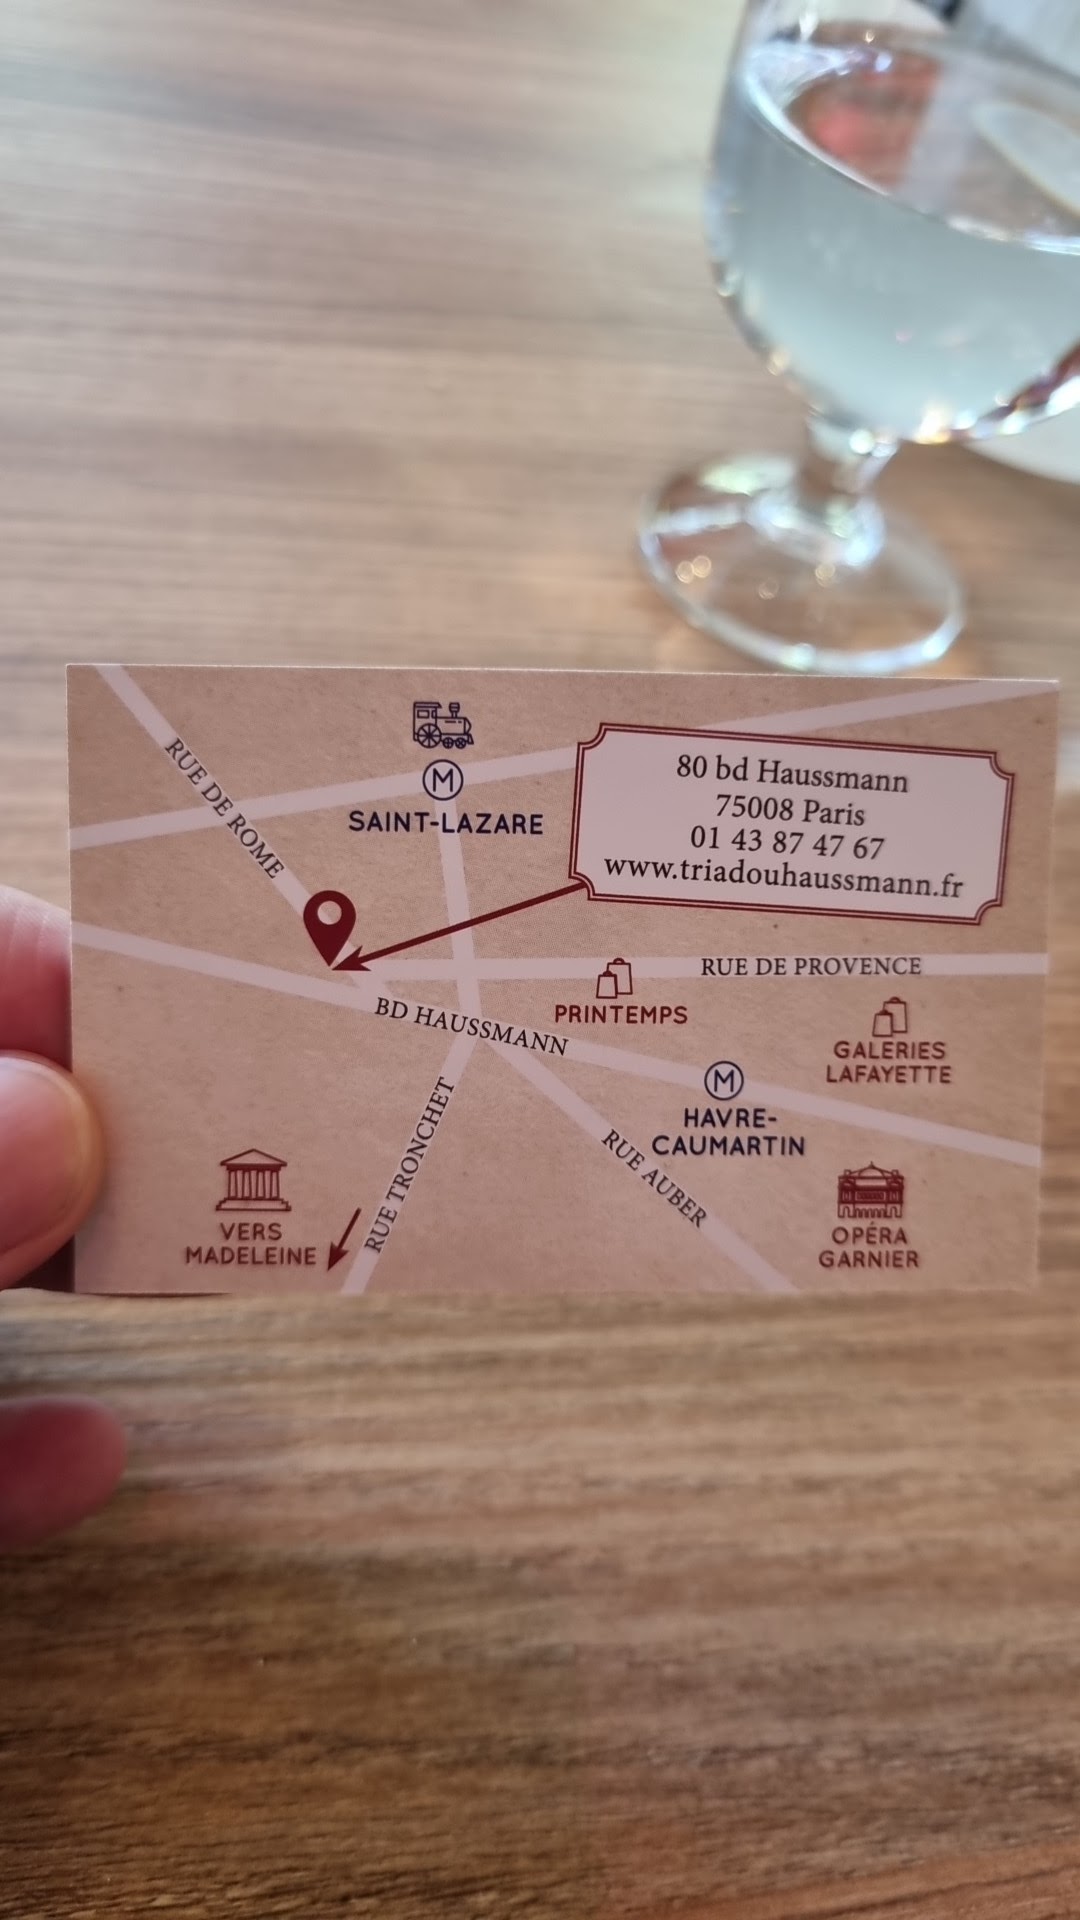 RUE DE ROME
M
SAINT-LAZARE
80 bd Haussmann
75008 Paris
01 43 87 47 67
www.triadouhaussmann.fr
RUE DE PROVENCE
PRINTEMPS
BD HAUSSMANN
GALERIES
LAFAYETTE
M
HAVRE-
CAUMARTIN
RUE TRONCHET
RUE AUBER
VERS
MADELEINE
OPÉRA
GARNIER